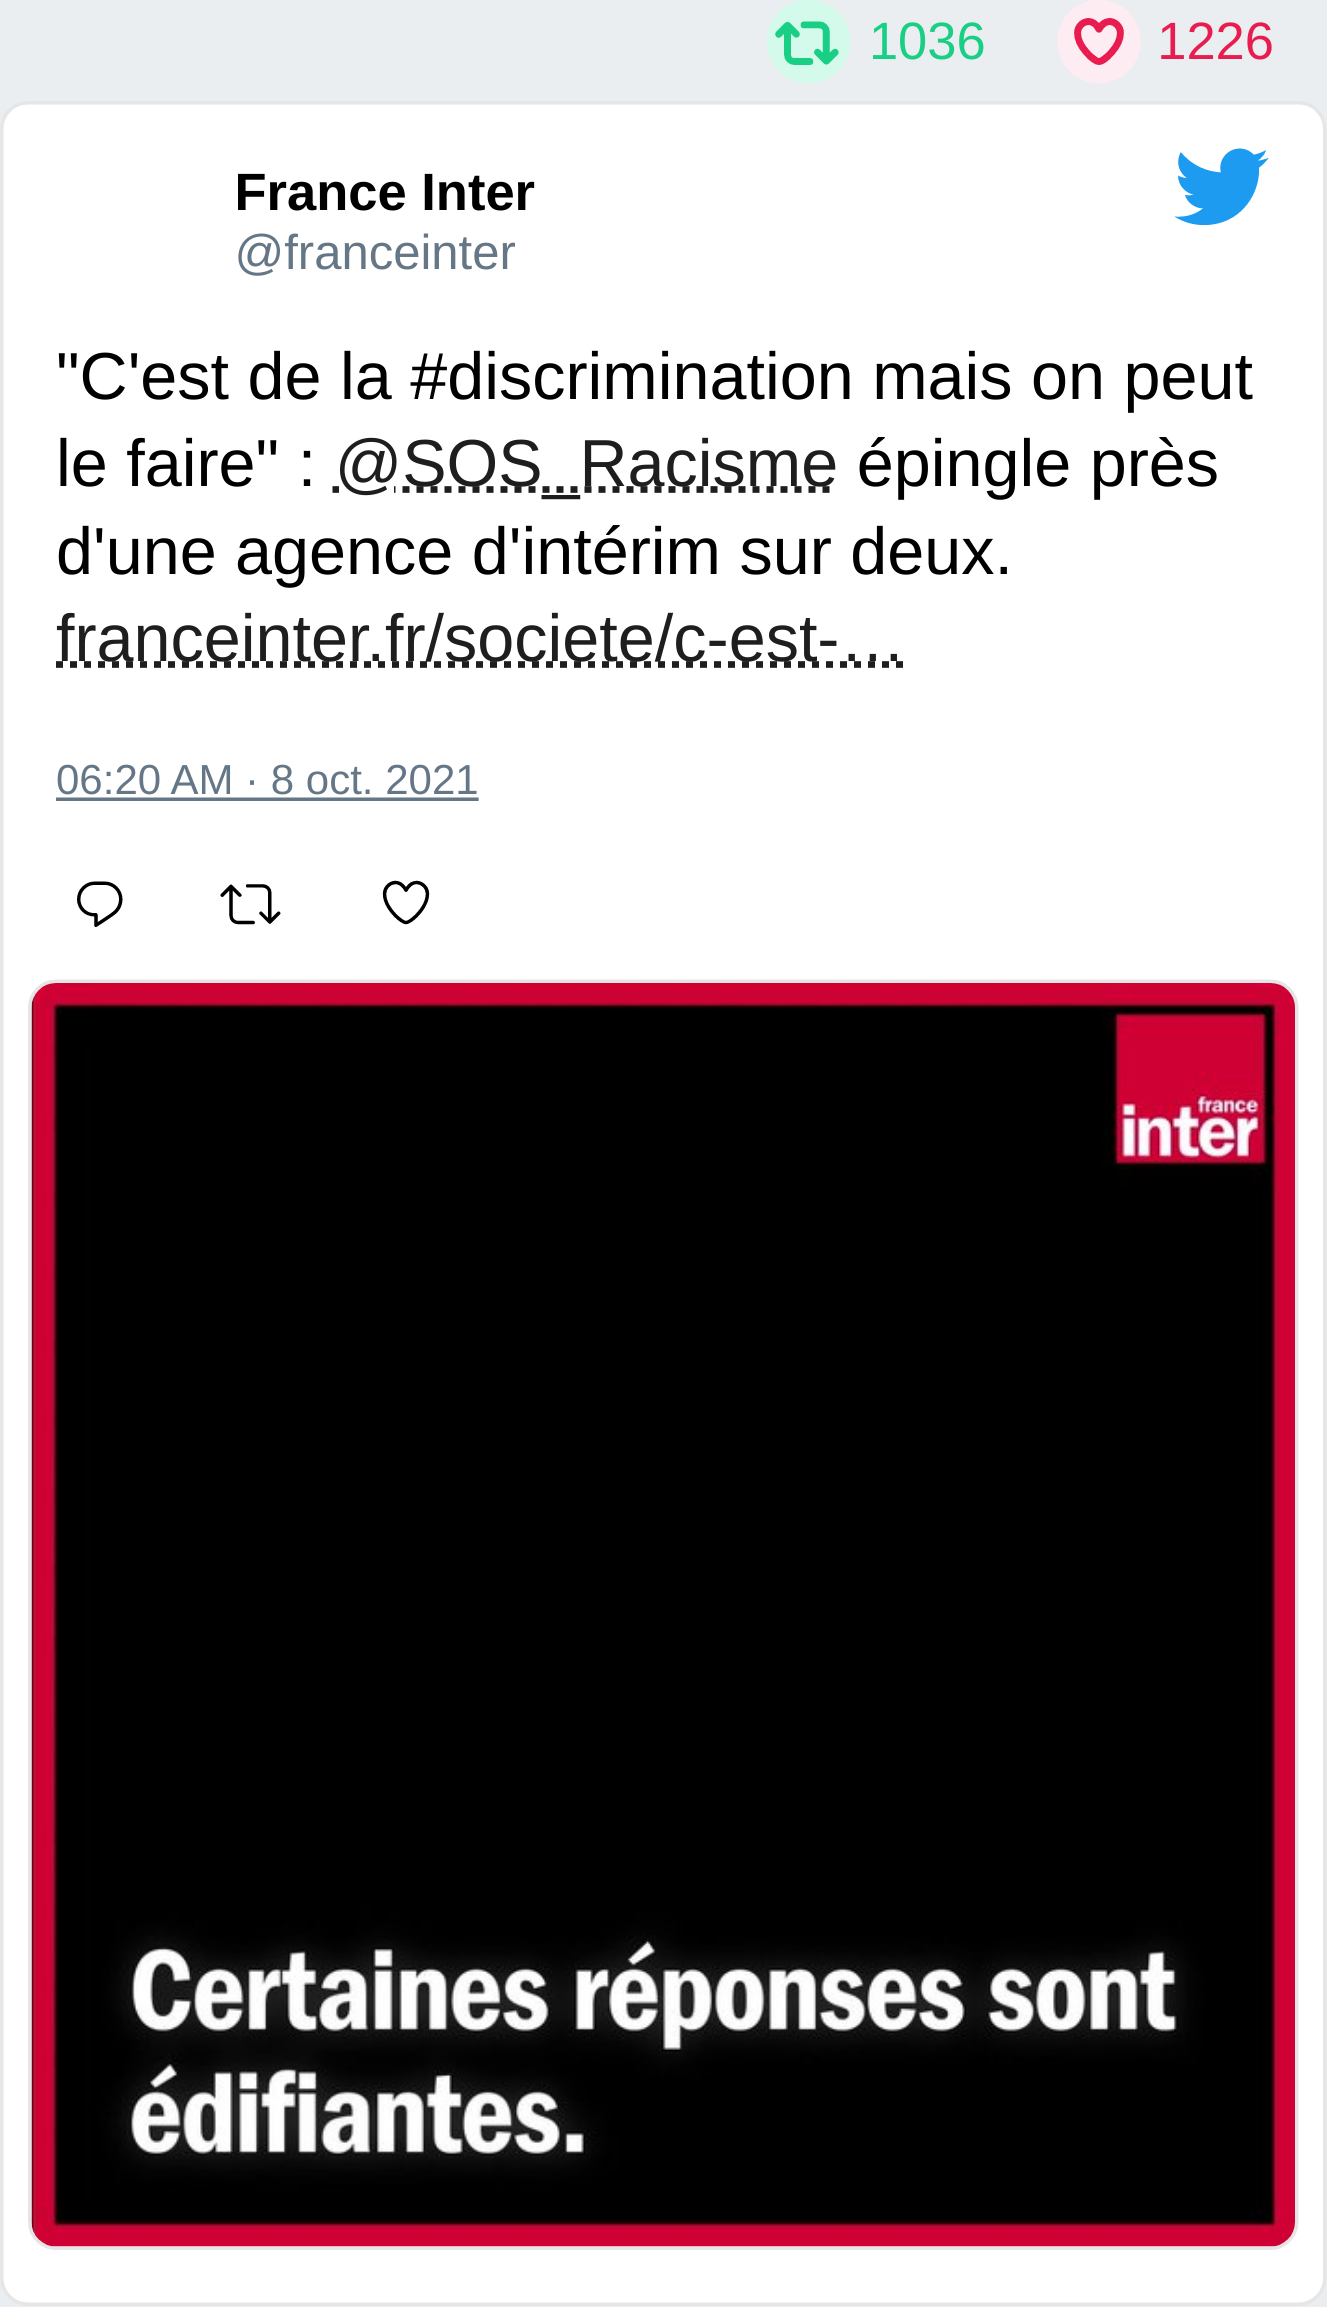 1036 1226
France Inter
@franceinter
"C'est de la #discrimination mais on peut
le faire" : @SOS_Racisme épingle près
d'une agence d'intérim sur deux.
franceinter.fr/societe/c-est-…
06:20 AM · 8 oct. 2021
france
inter
Certaines réponses sont
édifiantes.